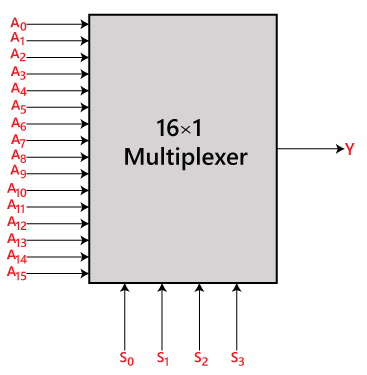 A₀
A₁
A₂
A₃
A₄
A₅
A₆
A₇
A₈
A₉
A₁₀
A₁₁
A₁₂
A₁₃
A₁₄
A₁₅
16×1
Multiplexer
Y
S₀ S₁ S₂ S₃